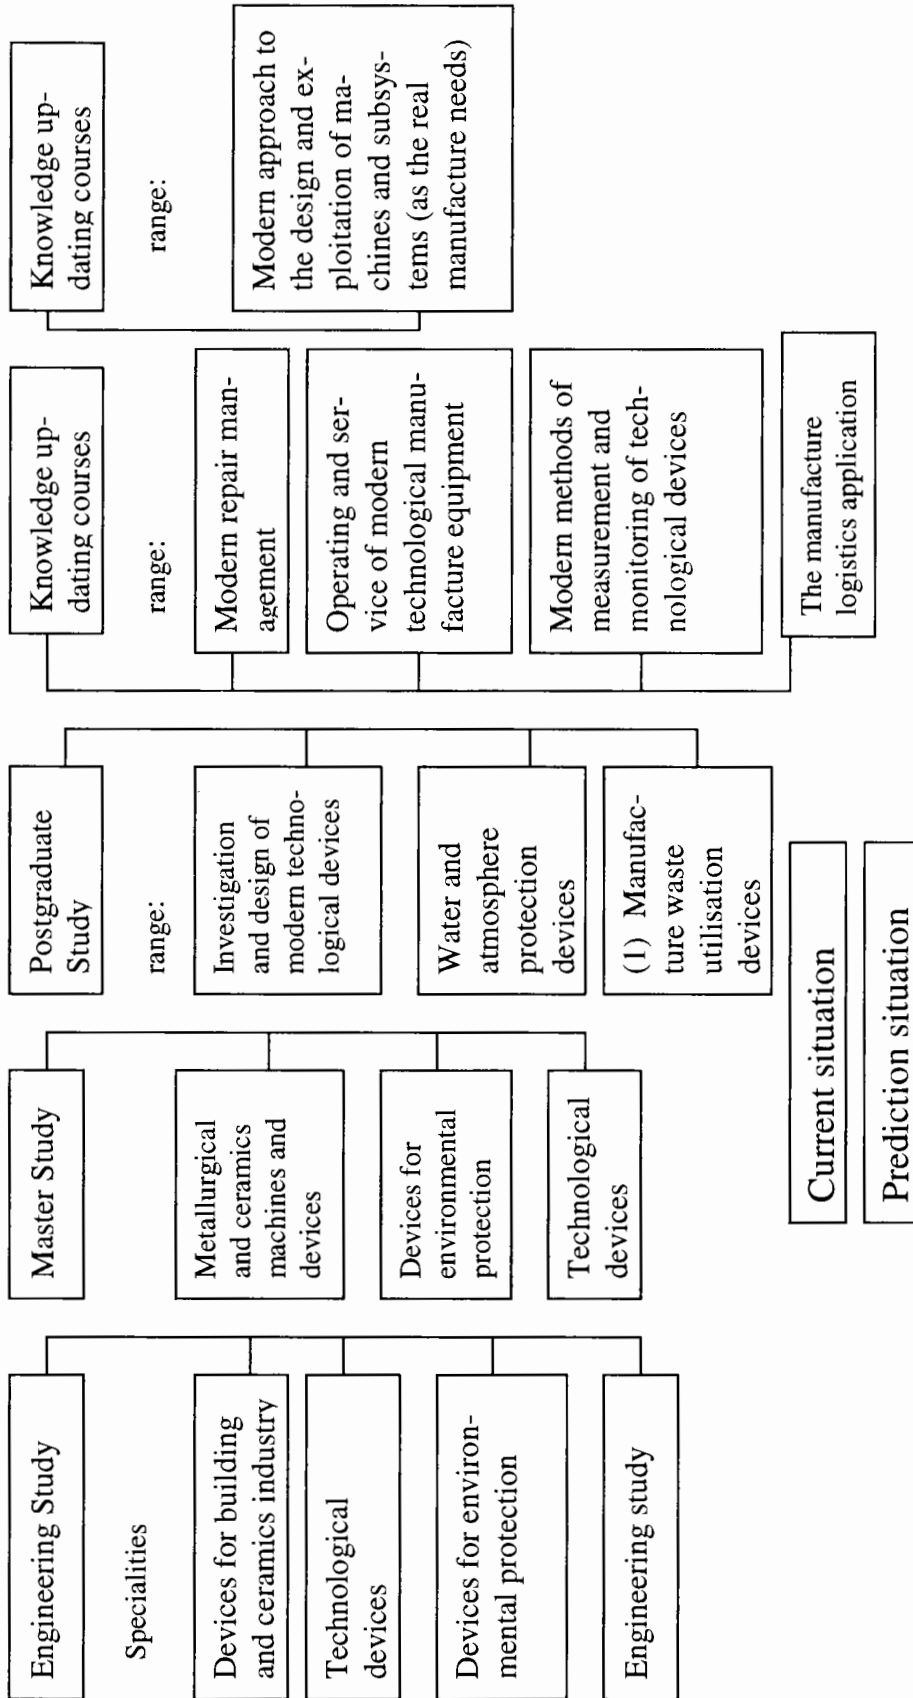 Engineering Study
Specialities
Devices for building
and ceramics industry
Technological
devices
Devices for environ-
mental protection
Engineering study
Master Study
Metallurgical
and ceramics
machines and
devices
Devices for
environmental
protection
Technological
devices
Postgraduate
Study
range:
Investigation
and design of
modern techno-
logical devices
Water and
atmosphere
protection
devices
(1) Manufac-
ture waste
utilisation
devices
Knowledge up-
dating courses
range:
Modern repair man-
agement
Operating and ser-
vice of modern
technological manu-
facture equipment
Modern methods of
measurement and
monitoring of tech-
nological devices
The manufacture
logistics application
Knowledge up-
dating courses
range:
Modern approach to
the design and ex-
ploitation of ma-
chines and subsys-
tems (as the real
manufacture needs)
Current situation
Prediction situation